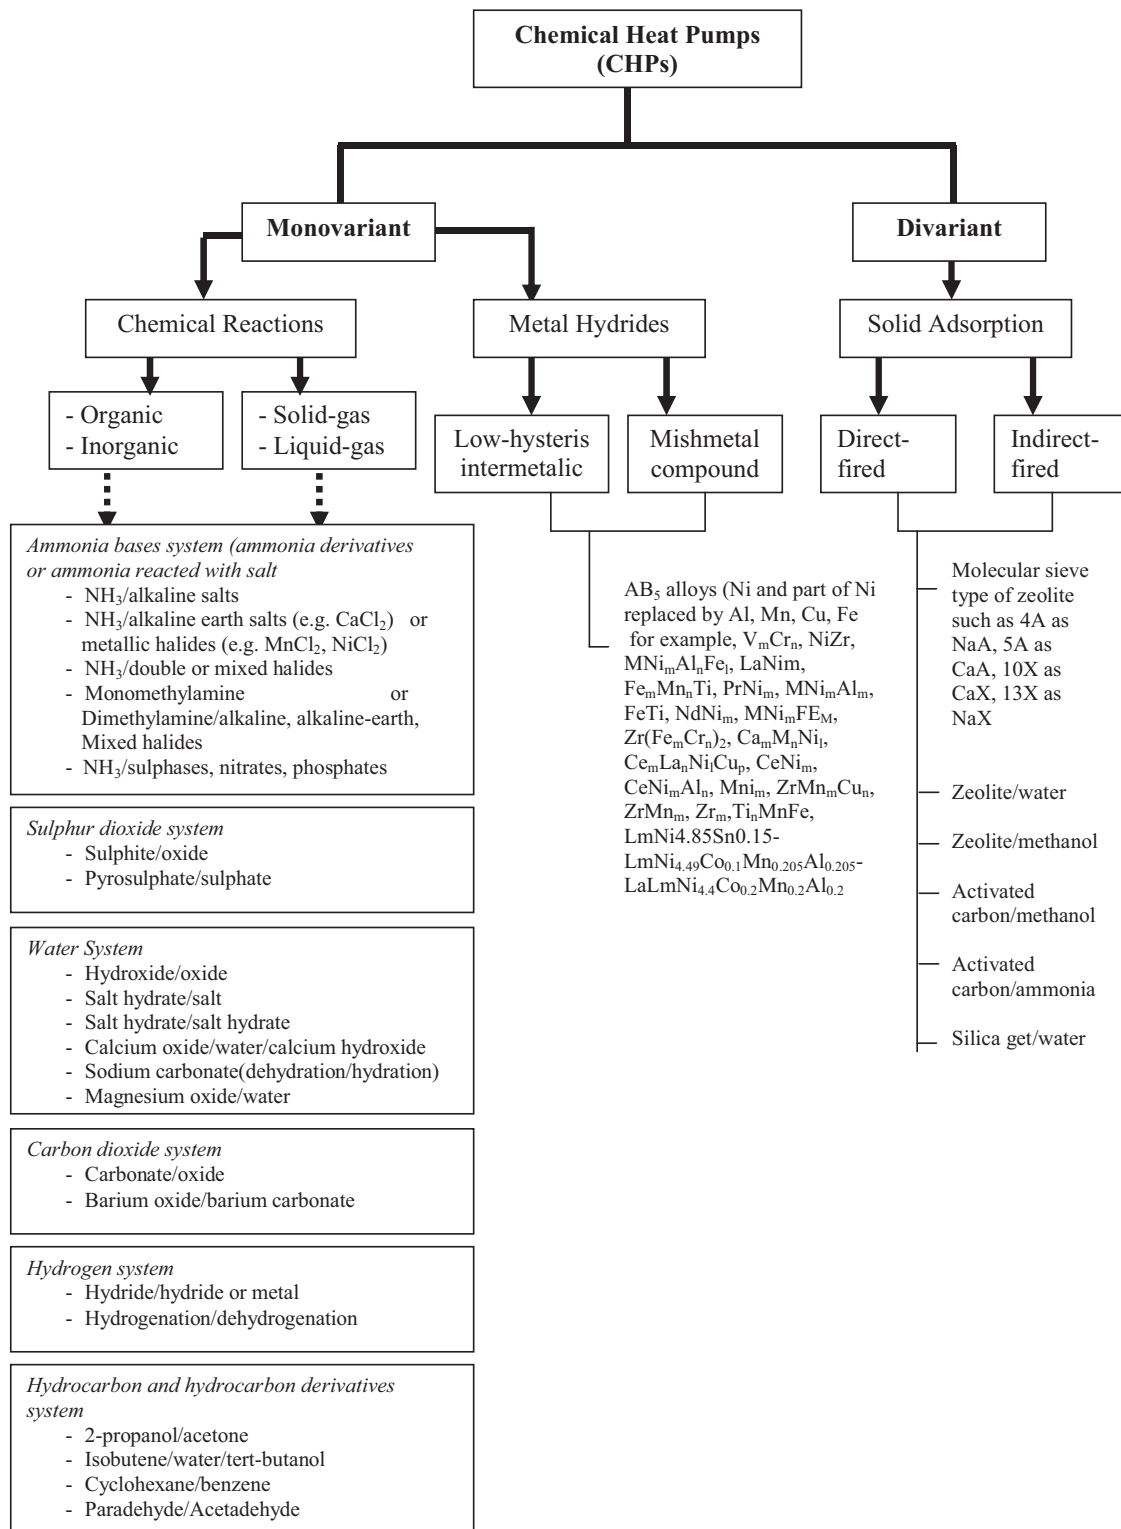 Chemical Heat Pumps
(CHPs)
Monovariant
Divariant
Chemical Reactions
Metal Hydrides
Solid Adsorption
- Organic
- Inorganic
- Solid-gas
- Liquid-gas
Low-hysteris
intermetalic
Mishmetal
compound
Direct-
fired
Indirect-
fired
Ammonia bases system (ammonia derivatives
or ammonia reacted with salt
- NH₃/alkaline salts
- NH₃/alkaline earth salts (e.g. CaCl₂) or
metallic halides (e.g. MnCl₂, NiCl₂)
- NH₃/double or mixed halides
- Monomethylamine or
Dimethylamine/alkaline, alkaline-earth,
Mixed halides
- NH₃/sulphases, nitrates, phosphates
Sulphur dioxide system
- Sulphite/oxide
- Pyrosulphate/sulphate
Water System
- Hydroxide/oxide
- Salt hydrate/salt
- Salt hydrate/salt hydrate
- Calcium oxide/water/calcium hydroxide
- Sodium carbonate(dehydration/hydration)
- Magnesium oxide/water
Carbon dioxide system
- Carbonate/oxide
- Barium oxide/barium carbonate
Hydrogen system
- Hydride/hydride or metal
- Hydrogenation/dehydrogenation
Hydrocarbon and hydrocarbon derivatives
system
- 2-propanol/acetone
- Isobutene/water/tert-butanol
- Cyclohexane/benzene
- Paradehyde/Acetadehyde
AB₅ alloys (Ni and part of Ni
replaced by Al, Mn, Cu, Fe
for example, VₘCrₙ, NiZr,
MNiₘAlₙFeₗ, LaNim,
FeₘMnₙTi, PrNiₘ, MNiₘAlₘ,
FeTi, NdNiₘ, MNiₘFE_M,
Zr(FeₘCrₙ)₂, CaₘMₙNiₗ,
CeₘLaₙNiₗCuₚ, CeNiₘ,
CeNiₘAlₙ, Mniₘ, ZrMnₘCuₙ,
ZrMnₘ, Zrₘ,TiₙMnFe,
LmNi4.85Sn0.15-
LmNi₄.₄₉Co₀.₁Mn₀.₂₀₅Al₀.₂₀₅-
LaLmNi₄.₄Co₀.₂Mn₀.₂Al₀.₂
Molecular sieve
type of zeolite
such as 4A as
NaA, 5A as
CaA, 10X as
CaX, 13X as
NaX
Zeolite/water
Zeolite/methanol
Activated
carbon/methanol
Activated
carbon/ammonia
Silica get/water